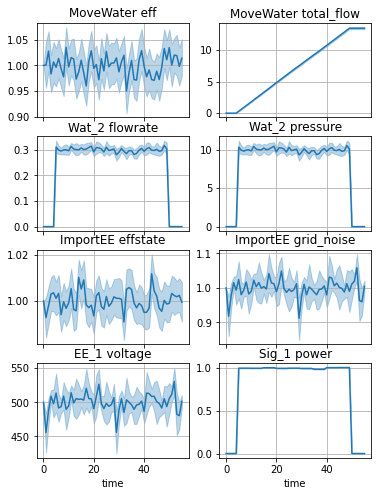 MoveWater eff
MoveWater total_flow
1.05
1.00
0.95
0.90
10
5
0
Wat_2 flowrate
Wat_2 pressure
0.3
0.2
0.1
0.0
10
5
0
ImportEE effstate
ImportEE grid_noise
1.02
1.00
1.1
1.0
0.9
EE_1 voltage
Sig_1 power
550
500
450
1.0
0.5
0.0
0 20 40
0 20 40
time
time